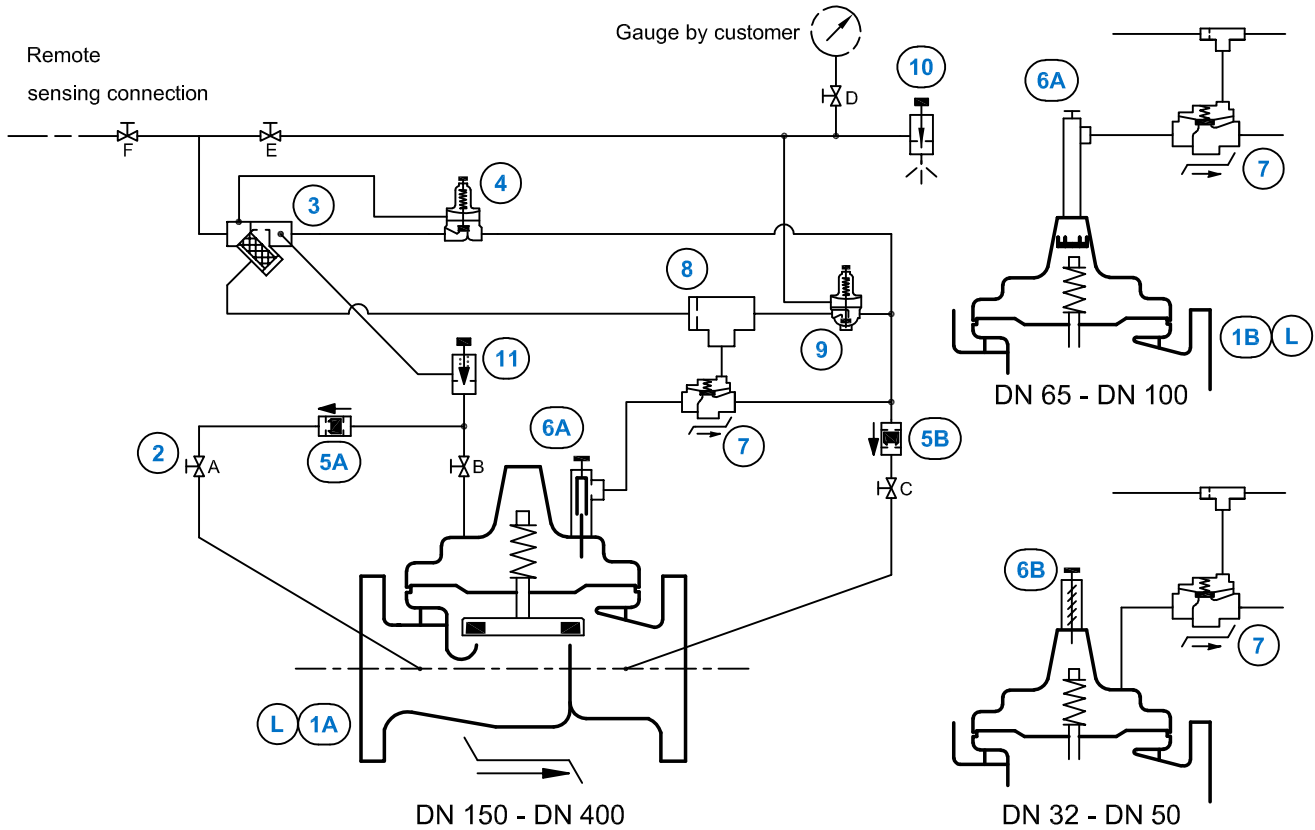 Gauge by customer
Remote
sensing connection
10
6A
D
F
E
7
4
3
8
9
1B
L
11
DN 65 - DN 100
6A
2
A
5A
B
7
5B
C
6B
7
L
1A
DN 150 - DN 400
DN 32 - DN 50